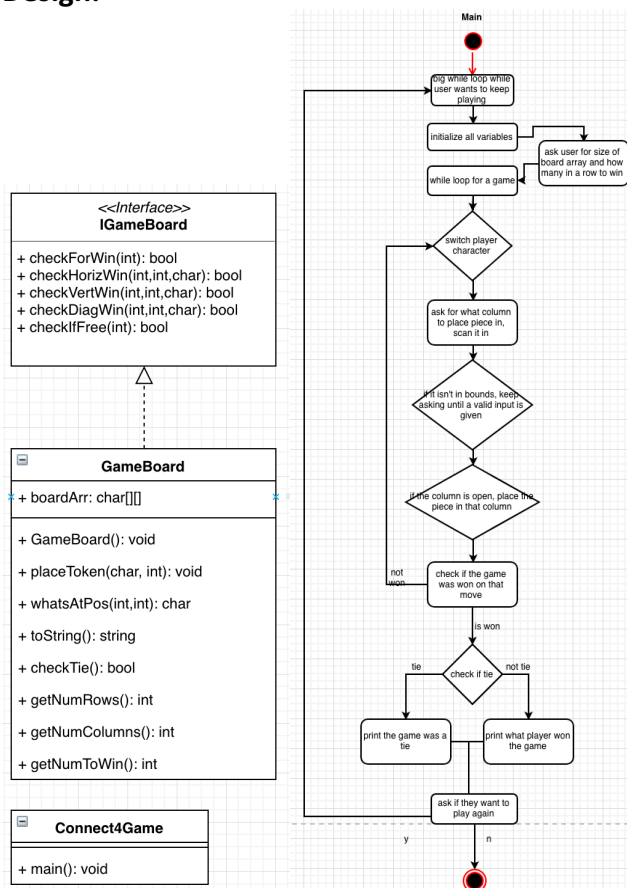 Design:
<<Interface>>
IGameBoard
+ checkForWin(int): bool
+ checkHorizWin(int,int,char): bool
+ checkVertWin(int,int,char): bool
+ checkDiagWin(int,int,char): bool
+ checkIfFree(int): bool
GameBoard
+ boardArr: char[][]
+ GameBoard(): void
+ placeToken(char, int): void
+ whatsAtPos(int,int): char
+ toString(): string
+ checkTie(): bool
+ getNumRows(): int
+ getNumColumns(): int
+ getNumToWin(): int
Connect4Game
+ main(): void
Main
big while loop while
user wants to keep
playing
initialize all variables
ask user for size of
board array and how
many in a row to win
while loop for a game
switch player
character
ask for what column
to place piece in,
scan it in
if it isn't in bounds, keep
asking until a valid input is
given
if the column is open, place the
piece in that column
check if the game
was won on that
move
not
won
is won
check if tie
tie
not tie
print the game was a
tie
print what player won
the game
ask if they want to
play again
y
n